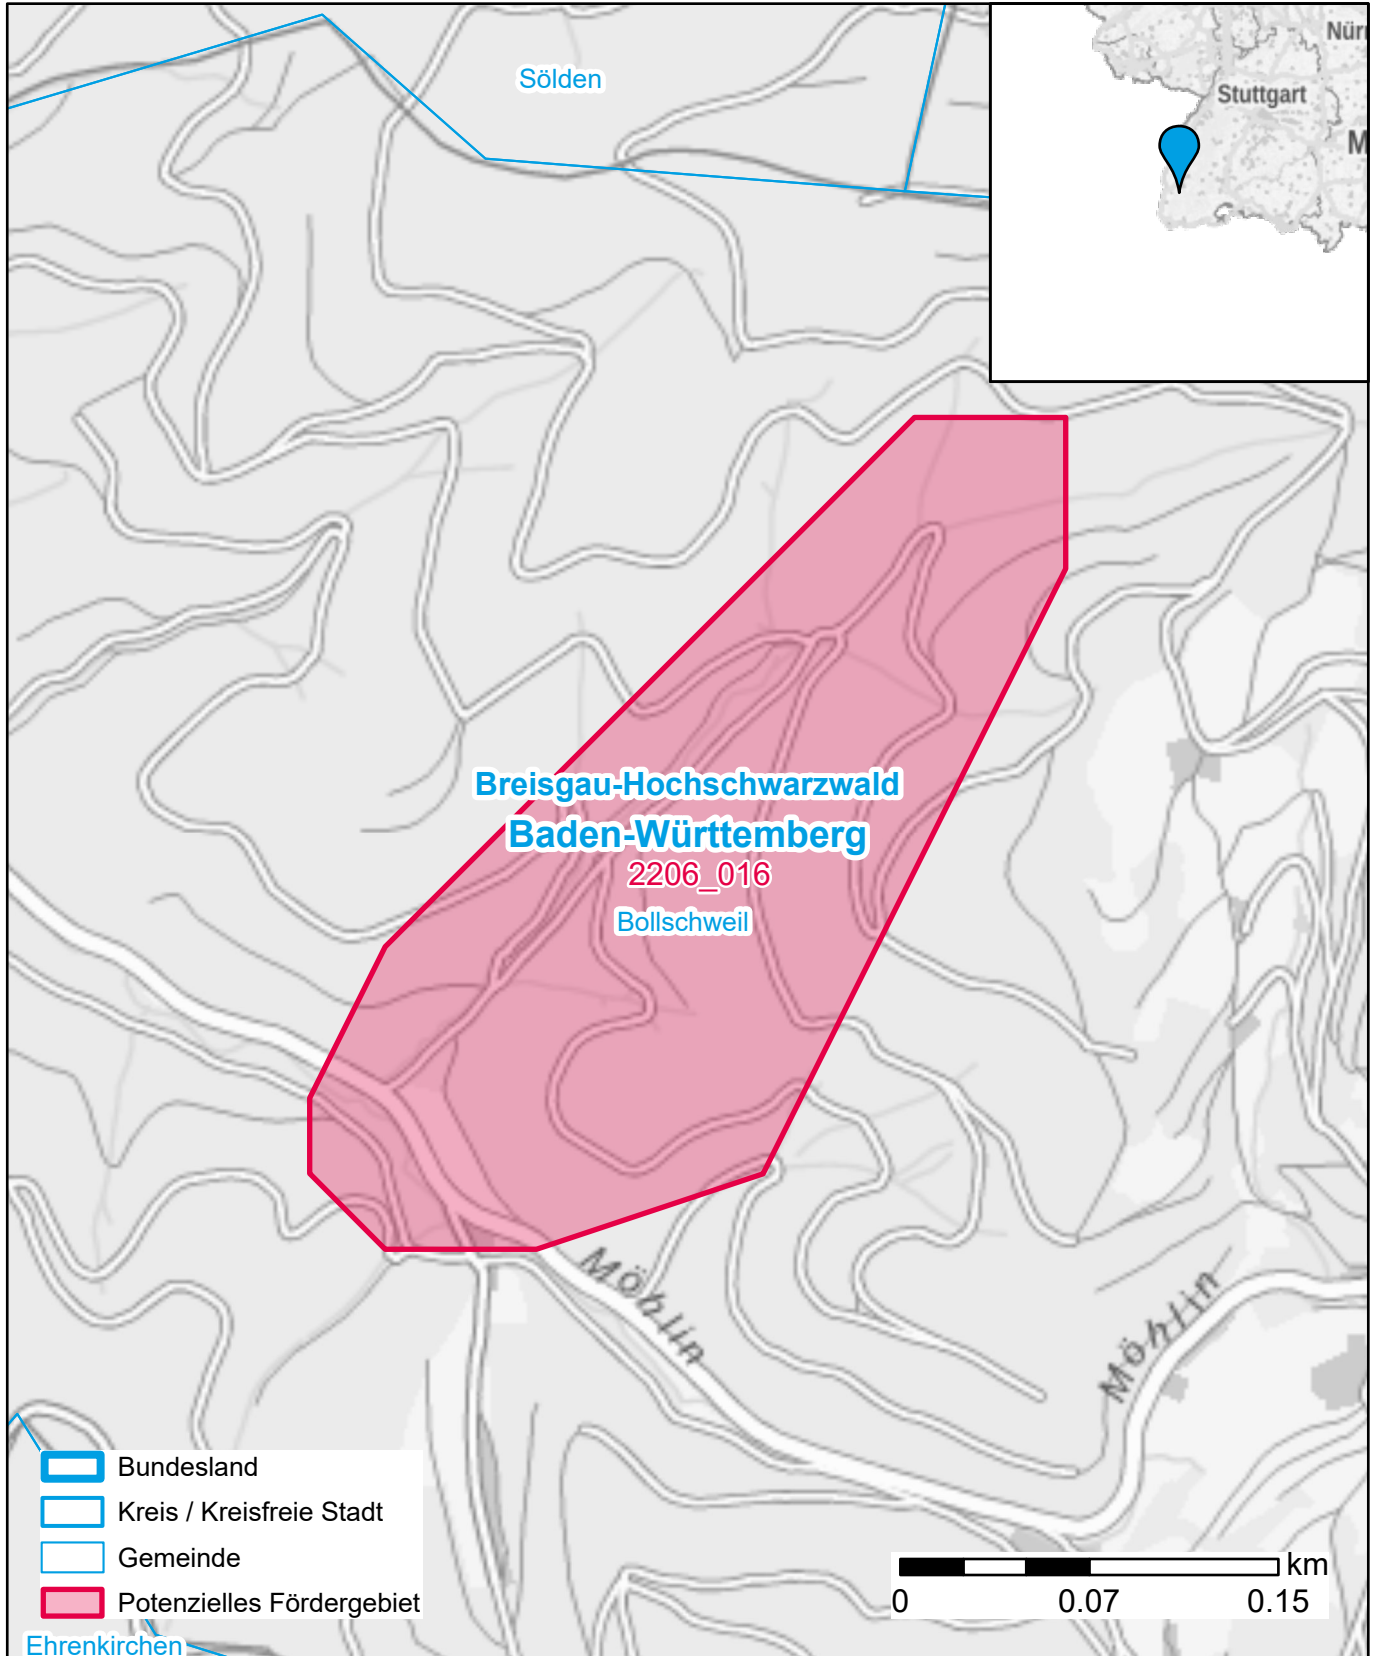 Sölden
Nürn
Stuttgart
M
Breisgau-Hochschwarzwald
Baden-Württemberg
2206_016
Bollschweil
Möhlin
Möhlin
Bundesland
Kreis / Kreisfreie Stadt
Gemeinde
Potenzielles Fördergebiet
Ehrenkirchen
km
0 0.07 0.15